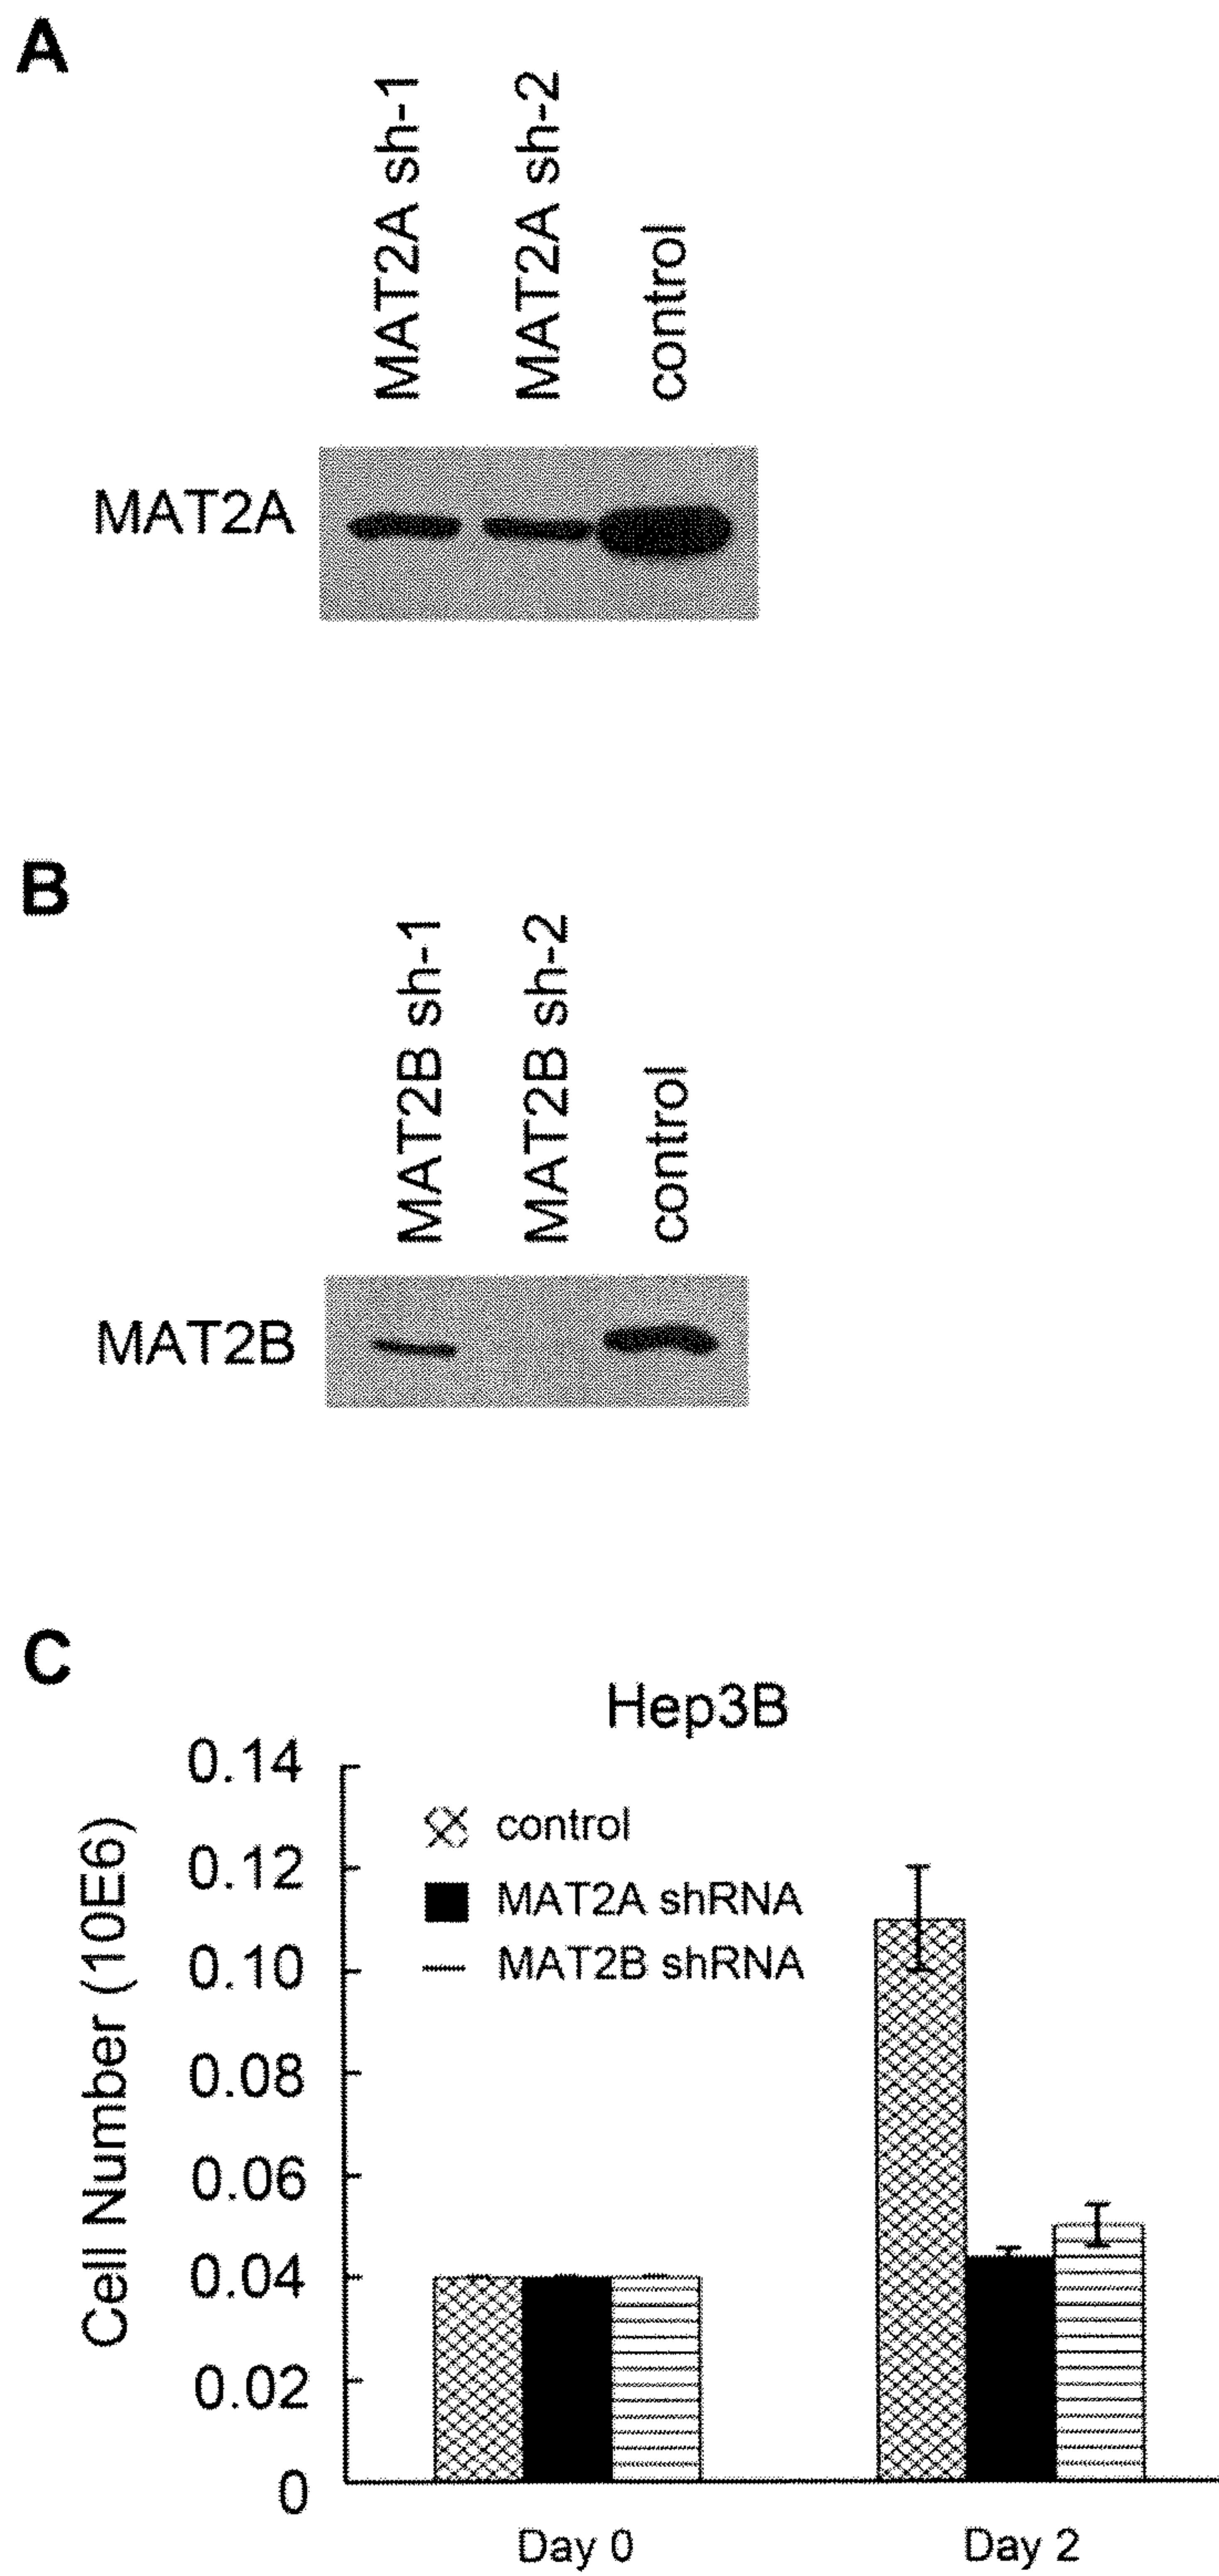 A
MAT2A sh-1
MAT2A sh-2
control
MAT2A
B
MAT2B sh-1
MAT2B sh-2
control
MAT2B
C
Hep3B
Cell Number (10E6)
0.14
0.12
0.10
0.08
0.06
0.04
0.02
0
control
MAT2A shRNA
MAT2B shRNA
Day 0
Day 2